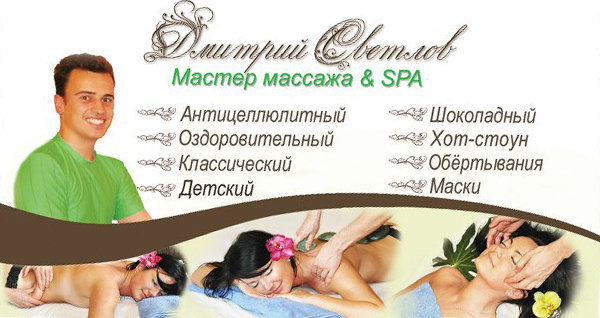 Дмитрий Светлов
Мастер массажа & SPA
Антицеллюлитный
Оздоровительный
Классический
Детский
Шоколадный
Хот-стоун
Обёртывания
Маски